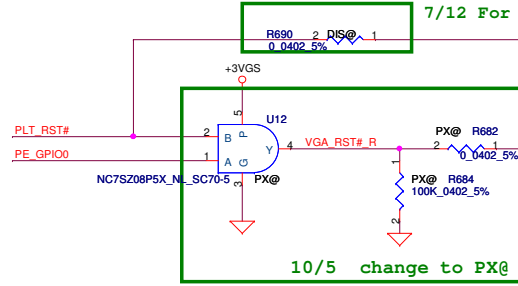 7/12 For
R690 2 DIS@ 1
0_0402_5%
+3VGS
5 U12
PLT_RST# 2 B P
Y 4 VGA_RST#_R PX@ R682
2 1
0_0402_5%
PE_GPIO0 1 A G
NC7SZ08P5X_NL_SC70-5 PX@
3
1 PX@ R684
100K_0402_5%
2
10/5 change to PX@